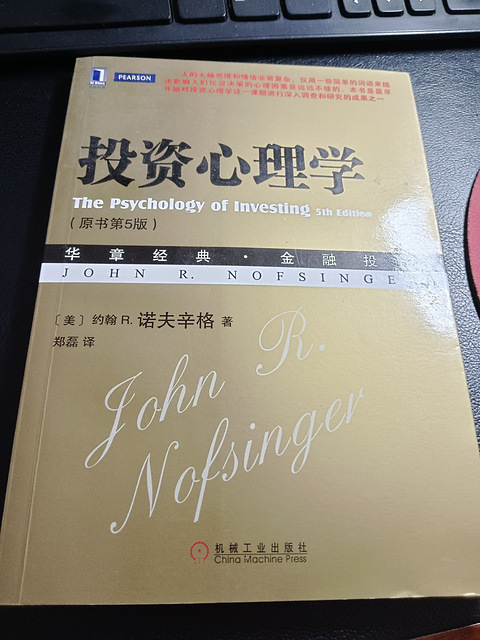 PEARSON
人的大脑思维和情绪非常复杂，仅用一些简单的词语来描
述影响人们投资决策的心理因素是远远不够的，本书是最早
开始对投资心理学这一课题进行深入调查和研究的成果之一
投资心理学
The Psychology of Investing 5th Edition
（原书第5版）
华章经典·金融投
JOHN R. NOFSINGE
〔美〕约翰 R. 诺夫辛格 著
郑磊 译
John R.
Nofsinger
机械工业出版社
China Machine Press